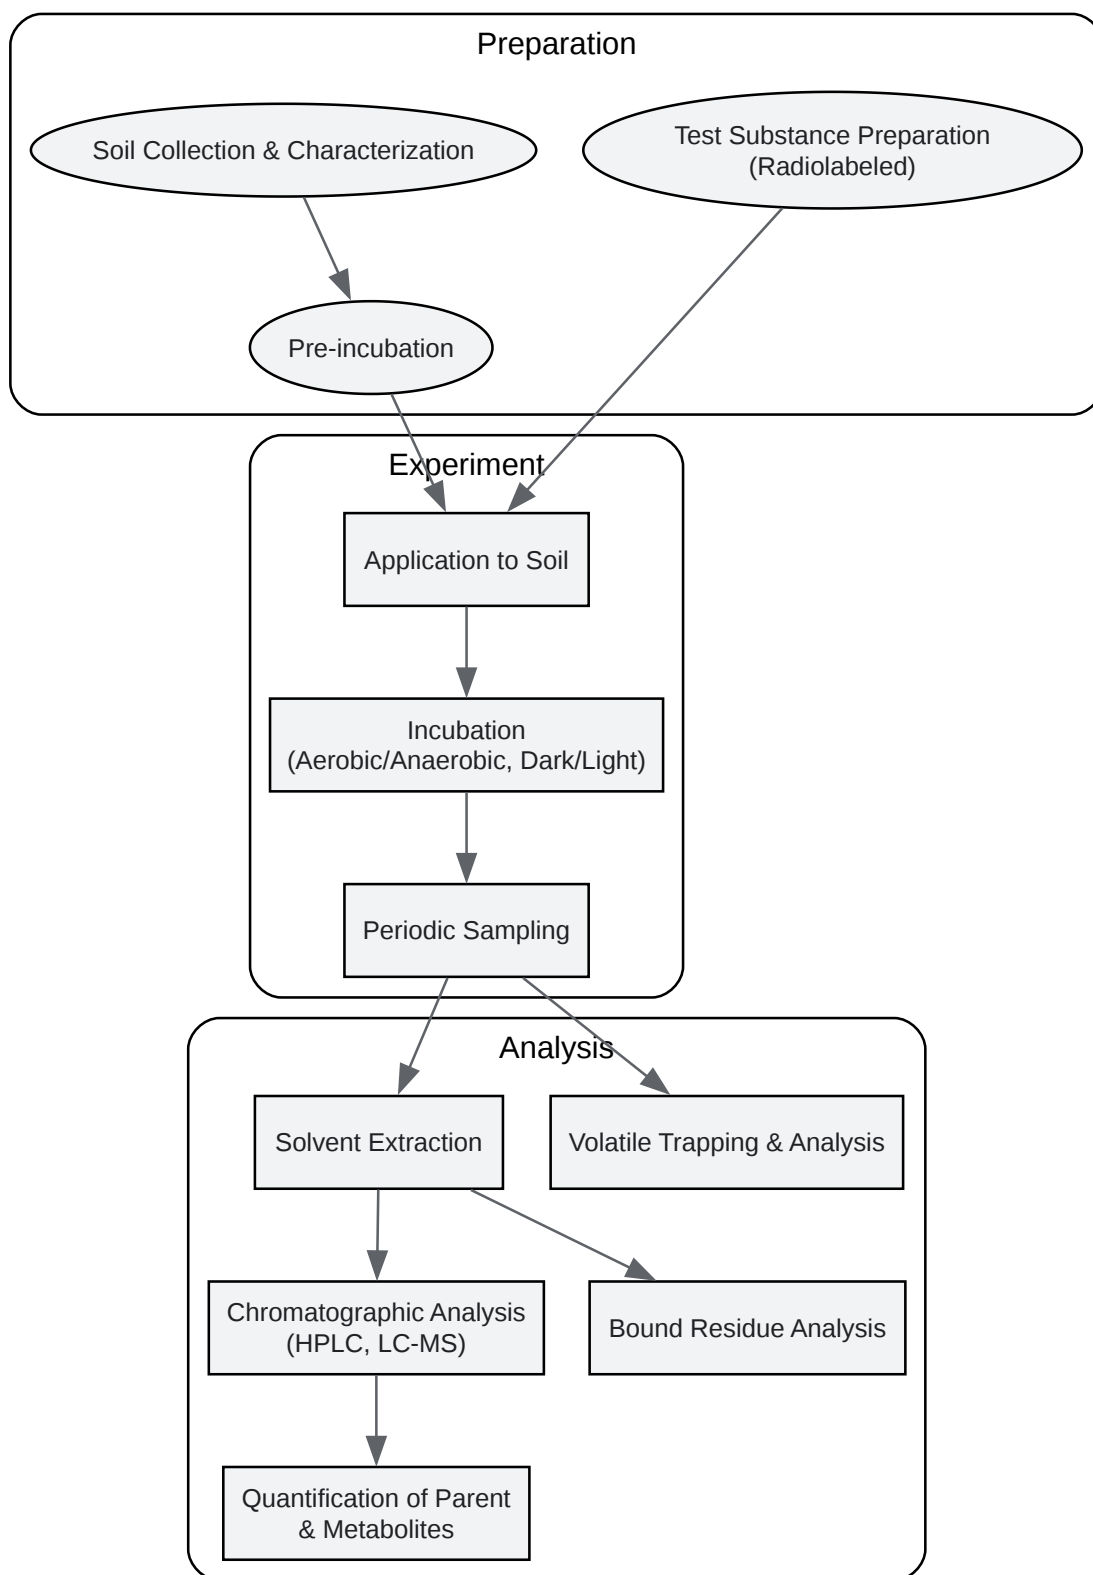 Preparation
Soil Collection & Characterization
Test Substance Preparation
(Radiolabeled)
Pre-incubation
Experiment
Application to Soil
Incubation
(Aerobic/Anaerobic, Dark/Light)
Periodic Sampling
Analysis
Solvent Extraction
Volatile Trapping & Analysis
Chromatographic Analysis
(HPLC, LC-MS)
Bound Residue Analysis
Quantification of Parent
& Metabolites